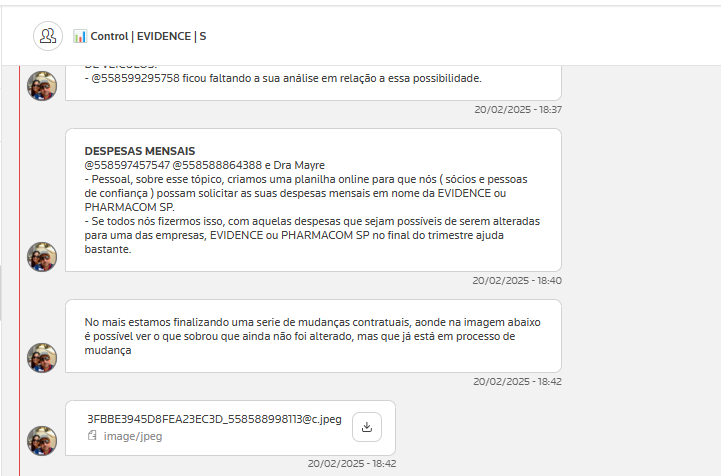 Control | EVIDENCE | S
DE VEÍCULOS.
- @558599295758 ficou faltando a sua análise em relação a essa possibilidade.
20/02/2025 - 18:37
DESPESAS MENSAIS
@558597457547 @558588864388 e Dra Mayre
- Pessoal, sobre esse tópico, criamos uma planilha online para que nós ( sócios e pessoas
de confiança ) possam solicitar as suas despesas mensais em nome da EVIDENCE ou
PHARMACOM SP.
- Se todos nós fizermos isso, com aquelas despesas que sejam possíveis de serem alteradas
para uma das empresas, EVIDENCE ou PHARMACOM SP no final do trimestre ajuda
bastante.
20/02/2025 - 18:40
No mais estamos finalizando uma serie de mudanças contratuais, aonde na imagem abaixo
é possível ver o que sobrou que ainda não foi alterado, mas que já está em processo de
mudança
20/02/2025 - 18:42
3FBBE3945D8FEA23EC3D_558588998113@c.jpeg
image/jpeg
20/02/2025 - 18:42